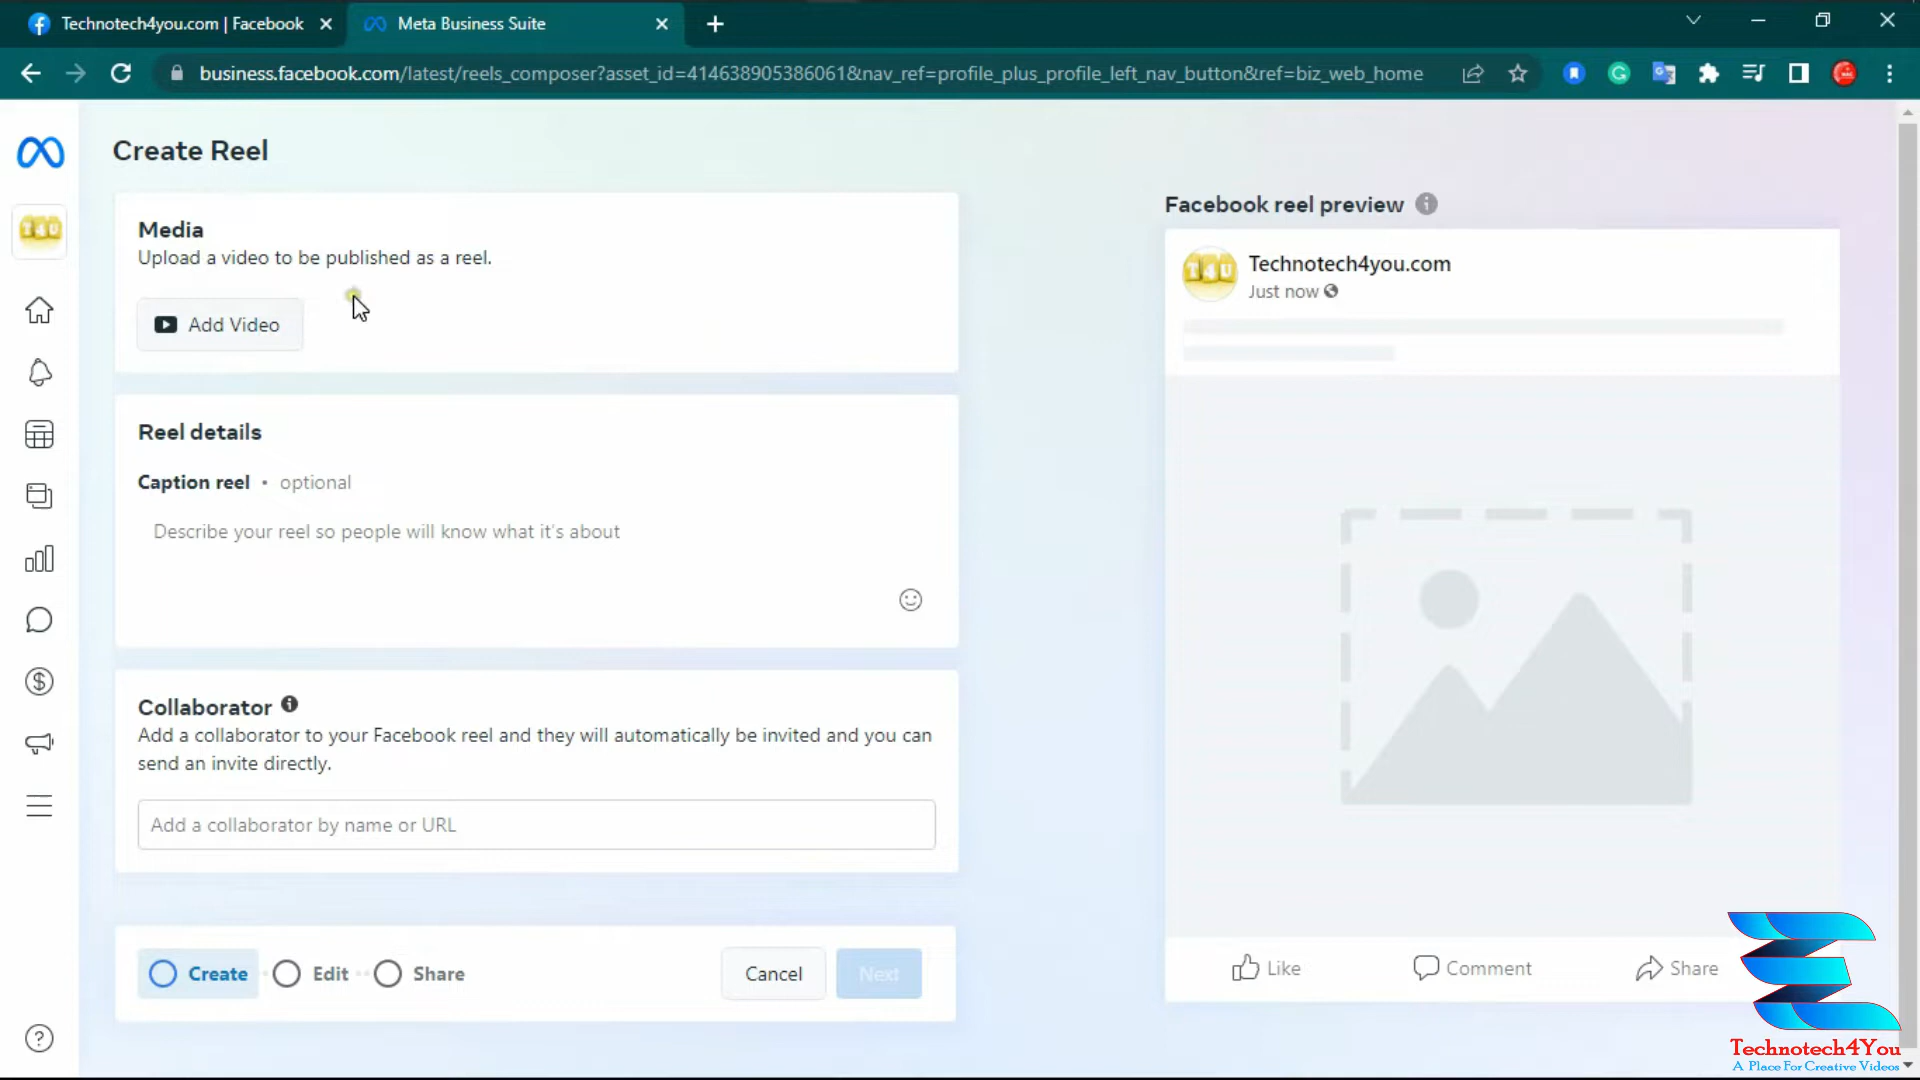 Technotech4you.com | Facebook
Meta Business Suite
business.facebook.com/latest/reels_composer?asset_id=414638905386061&nav_ref=profile_plus_profile_left_nav_button&ref=biz_web_home
Create Reel
T4U
Media
Upload a video to be published as a reel.
Add Video
Reel details
Caption reel • optional
Describe your reel so people will know what it's about
Collaborator
Add a collaborator to your Facebook reel and they will automatically be invited and you can
send an invite directly.
Add a collaborator by name or URL
Create
Edit
Share
Cancel
Next
Facebook reel preview
T4U
Technotech4you.com
Just now
Like
Comment
Share
Technotech4You
A Place For Creative Videos